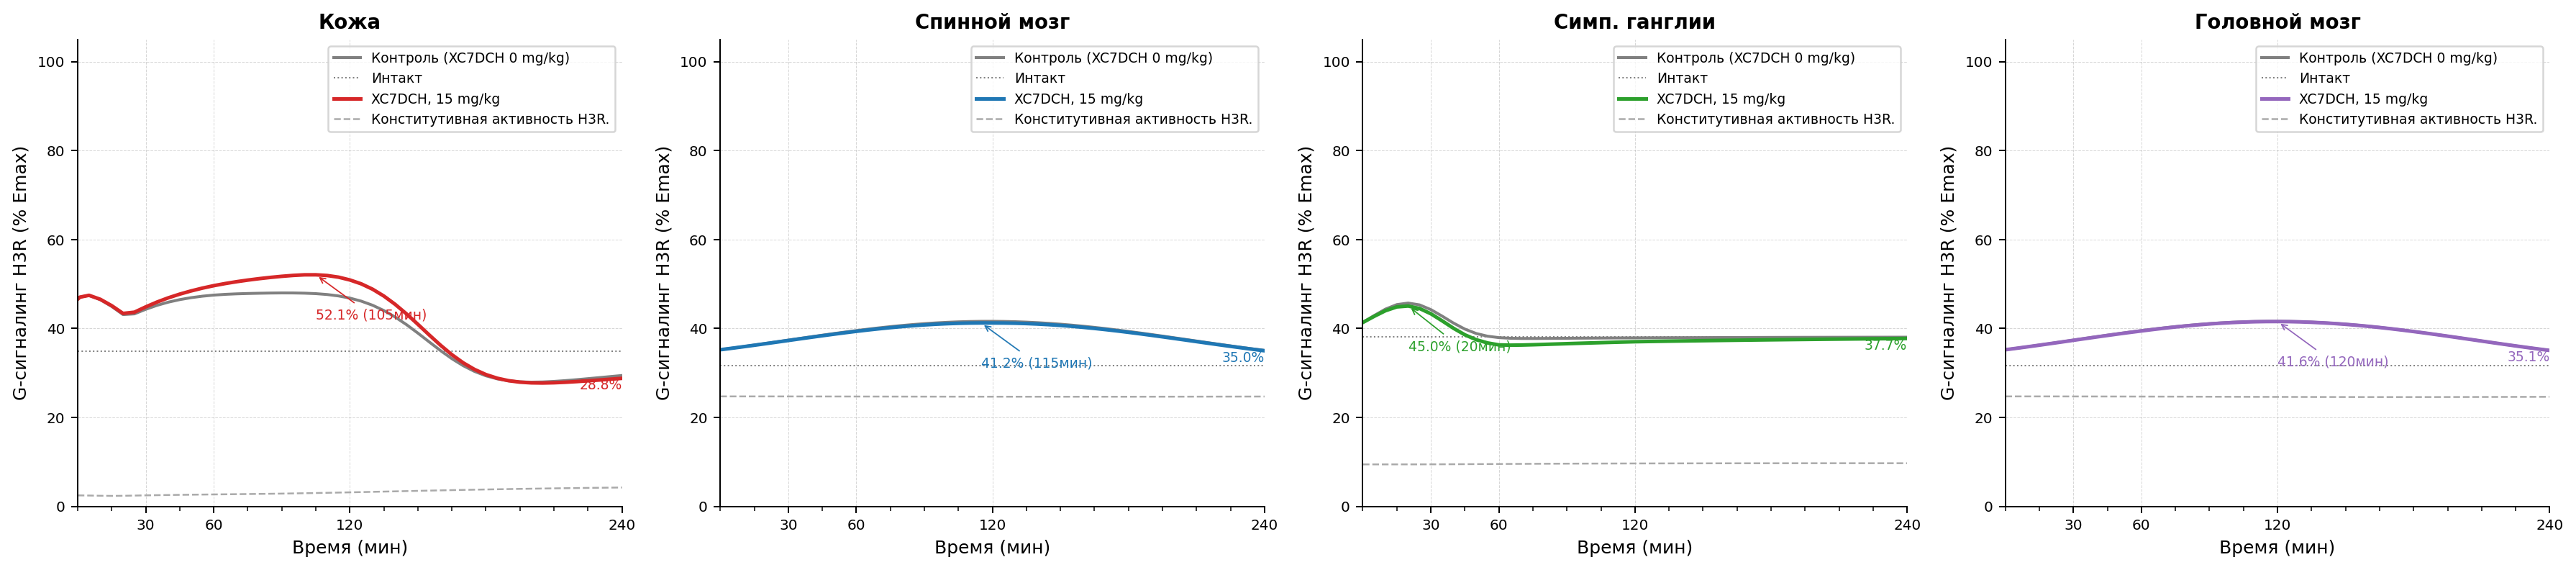 Кожа
G-сигналинг H3R (% Emax)
100
80
60
40
20
0
Контроль (XC7DCH 0 mg/kg)
Интакт
XC7DCH, 15 mg/kg
Конститутивная активность H3R.
52.1% (105мин)
28.8%
30 60 120 240
Время (мин)
Спинной мозг
G-сигналинг H3R (% Emax)
100
80
60
40
20
0
Контроль (XC7DCH 0 mg/kg)
Интакт
XC7DCH, 15 mg/kg
Конститутивная активность H3R.
41.2% (115мин)
35.0%
30 60 120 240
Время (мин)
Симп. ганглии
G-сигналинг H3R (% Emax)
100
80
60
40
20
0
Контроль (XC7DCH 0 mg/kg)
Интакт
XC7DCH, 15 mg/kg
Конститутивная активность H3R.
45.0% (20мин)
37.7%
30 60 120 240
Время (мин)
Головной мозг
G-сигналинг H3R (% Emax)
100
80
60
40
20
0
Контроль (XC7DCH 0 mg/kg)
Интакт
XC7DCH, 15 mg/kg
Конститутивная активность H3R.
41.6% (120мин)
35.1%
30 60 120 240
Время (мин)